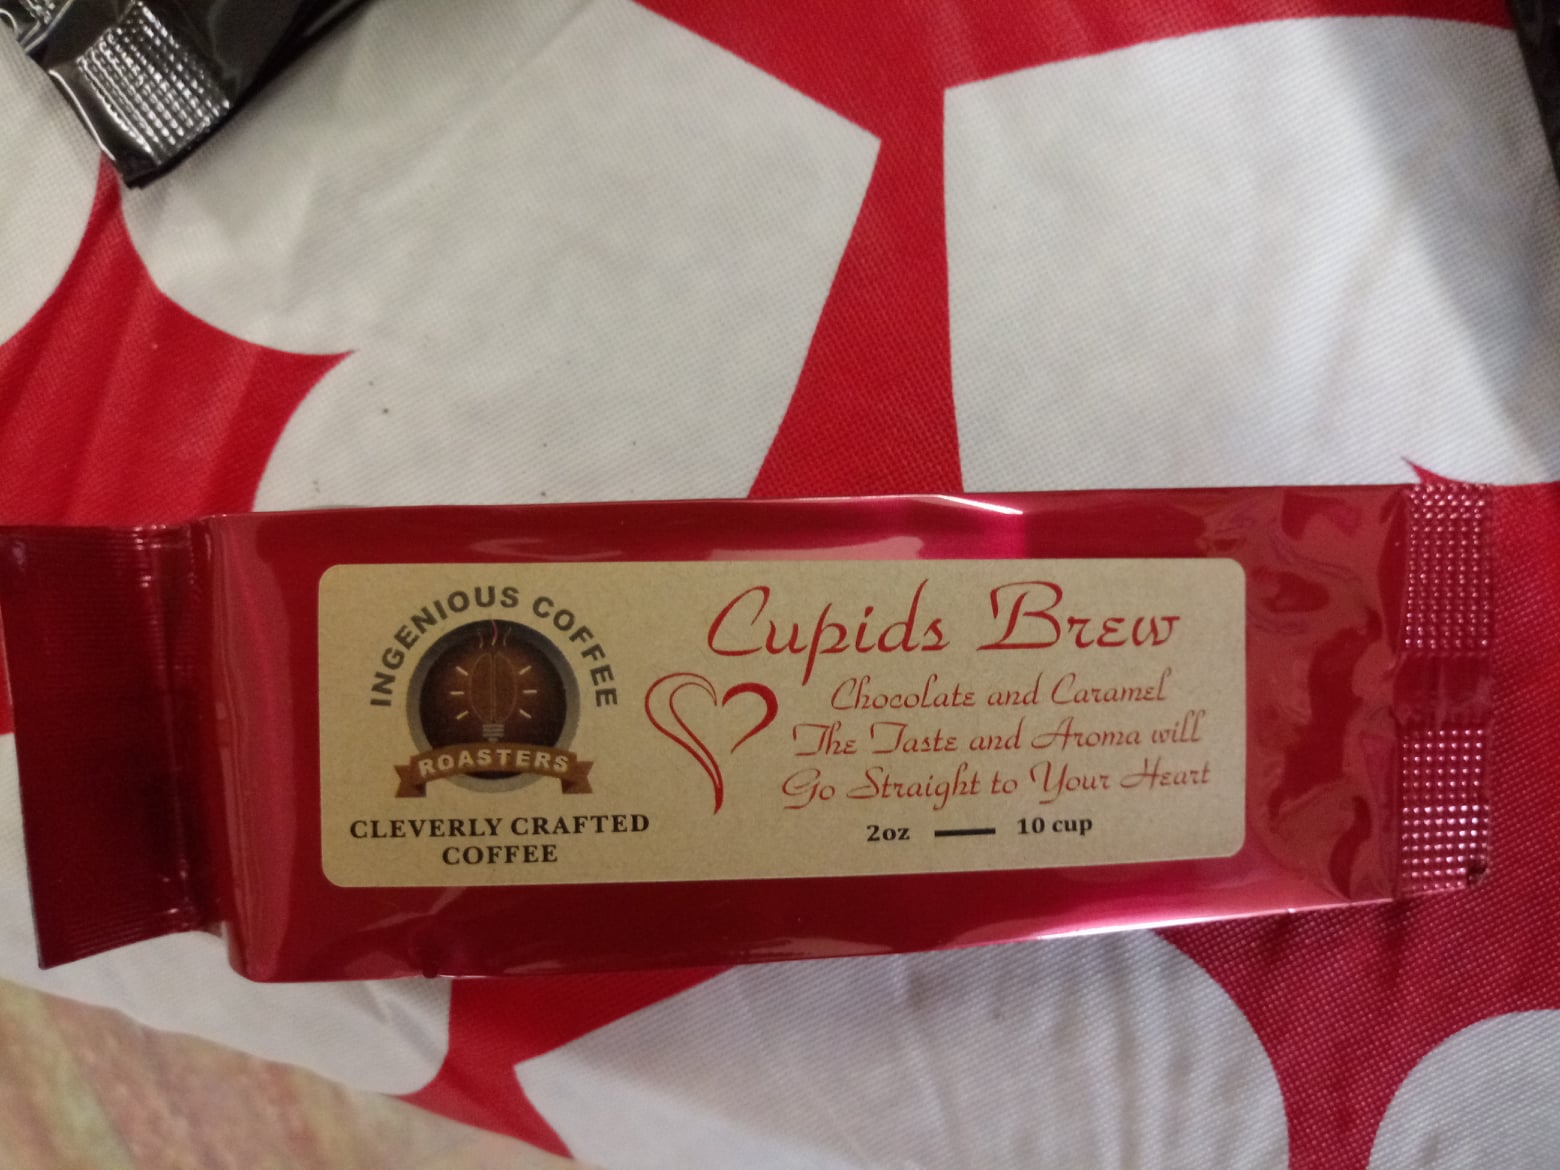 INGENIOUS COFFEE
ROASTERS
CLEVERLY CRAFTED
COFFEE
Cupids Brew
Chocolate and Caramel
The Taste and Aroma will
Go Straight to Your Heart
2oz — 10 cup